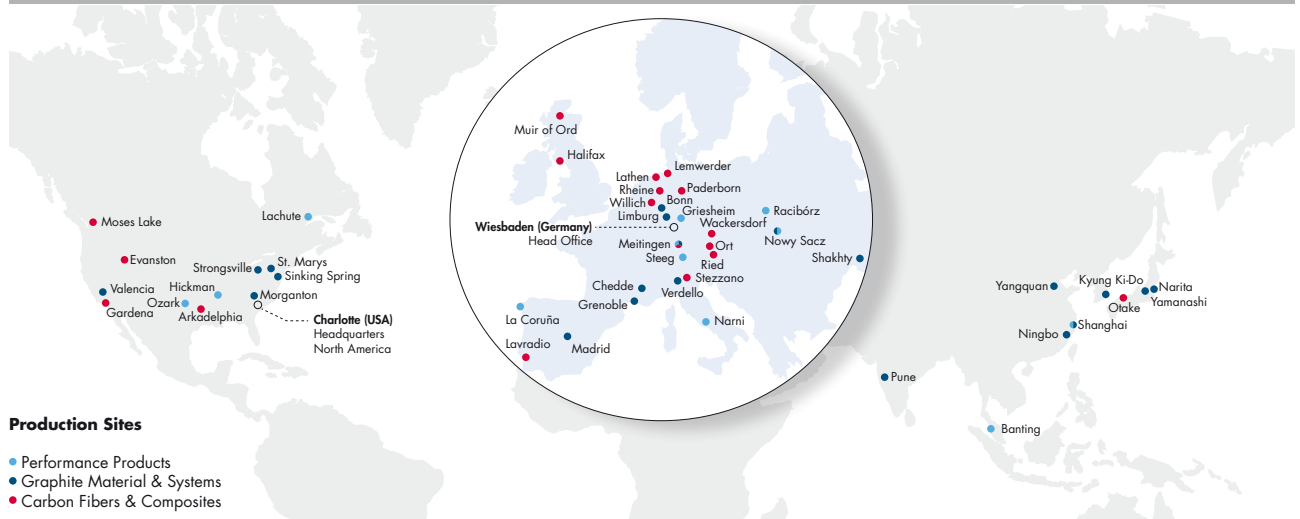 Muir of Ord
Halifax
Lemwerder
Lathen
Rheine
Paderborn
Willich
Bonn
Limburg
Griesheim
Racibórz
Wackersdorf
Wiesbaden (Germany)
Head Office
Nowy Sacz
Meitingen
Ort
Steeg
Ried
Shakhty
Stezzano
Chedde
Verdello
Grenoble
La Coruña
Narni
Lavradio
Madrid
Moses Lake
Lachute
Evanston
Strongsville
St. Marys
Sinking Spring
Valencia
Hickman
Ozark
Morganton
Gardena
Arkadelphia
Charlotte (USA)
Headquarters
North America
Yangquan
Kyung Ki-Do
Narita
Otake
Yamanashi
Shanghai
Ningbo
Pune
Banting
Production Sites
Performance Products
Graphite Material & Systems
Carbon Fibers & Composites